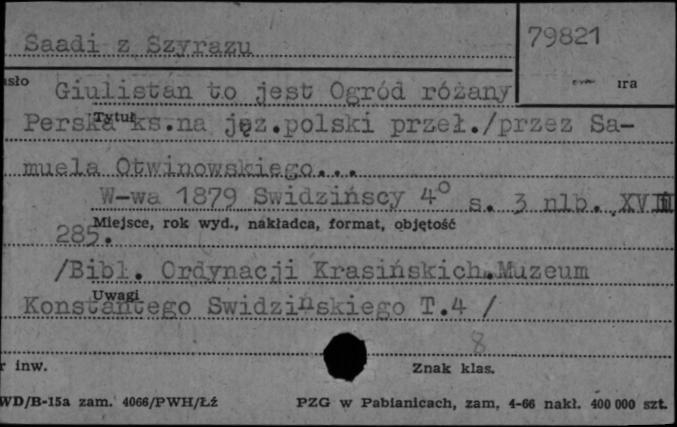 Saadi z Szyrazu
79821
asło
ura
Giulistan to jest Ogród różany
Tytuł
Perska ks.na jęz.polski przeł./przez Sa-
muela Otwinowskiego...
W-wa 1879 Swidzińscy 4° s. 3 nlb. XVIII
Miejsce, rok wyd., nakładca, format, objętość
285.
/Bibl. Ordynacji Krasińskich.Muzeum
Uwagi
Konstantego Swidzińskiego T.4 /
8
r inw.
Znak klas.
WD/B-15a zam. 4066/PWH/Łź
PZG w Pabianicach, zam. 4-66 nakł. 400 000 szt.